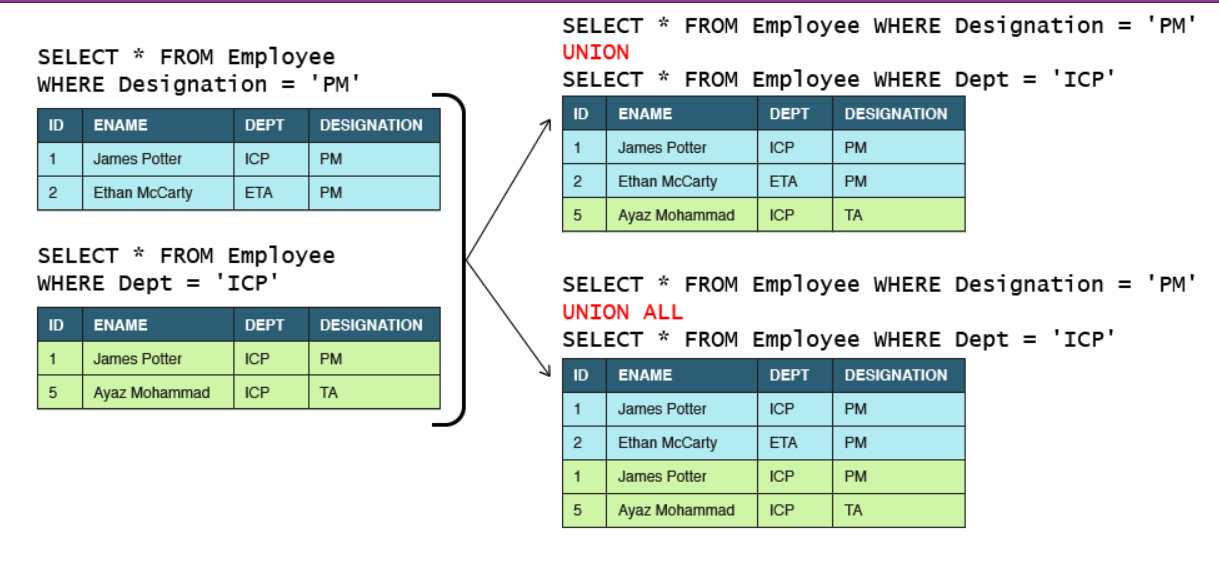 SELECT * FROM Employee
WHERE Designation = 'PM'
ID ENAME DEPT DESIGNATION
1 James Potter ICP PM
2 Ethan McCarty ETA PM
SELECT * FROM Employee
WHERE Dept = 'ICP'
ID ENAME DEPT DESIGNATION
1 James Potter ICP PM
5 Ayaz Mohammad ICP TA
SELECT * FROM Employee WHERE Designation = 'PM'
UNION
SELECT * FROM Employee WHERE Dept = 'ICP'
ID ENAME DEPT DESIGNATION
1 James Potter ICP PM
2 Ethan McCarty ETA PM
5 Ayaz Mohammad ICP TA
SELECT * FROM Employee WHERE Designation = 'PM'
UNION ALL
SELECT * FROM Employee WHERE Dept = 'ICP'
ID ENAME DEPT DESIGNATION
1 James Potter ICP PM
2 Ethan McCarty ETA PM
1 James Potter ICP PM
5 Ayaz Mohammad ICP TA